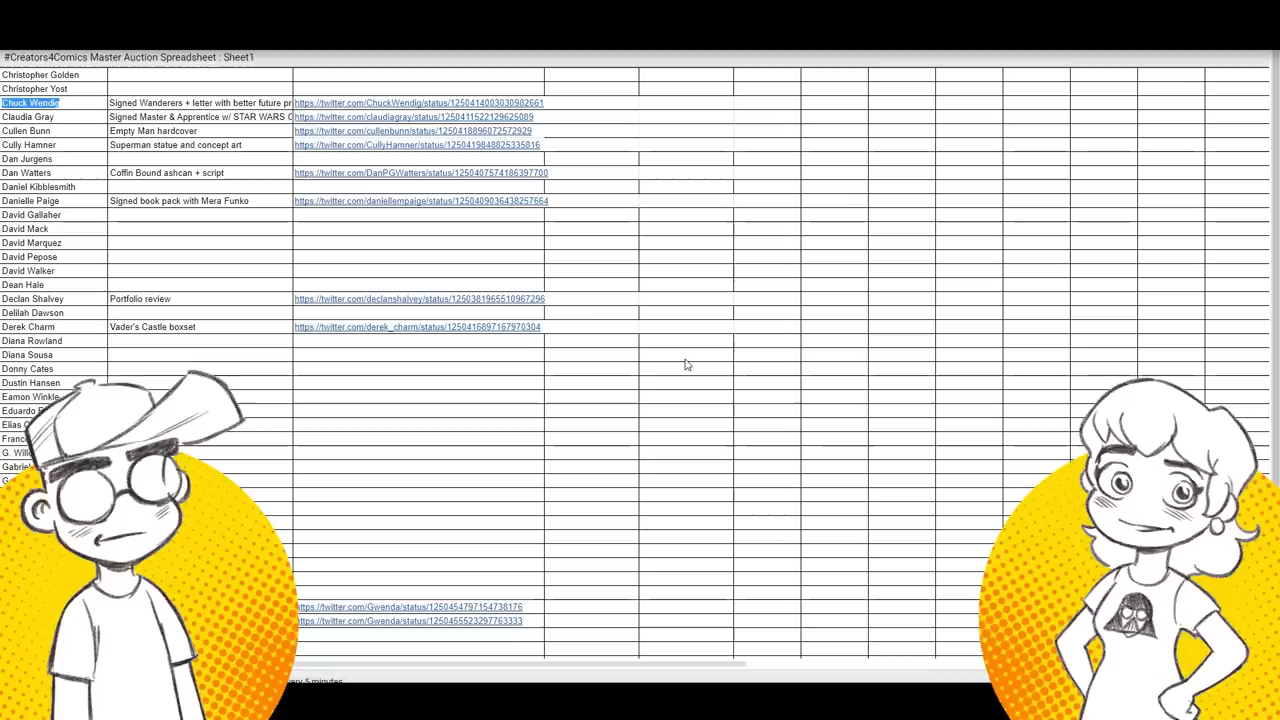 #Creators4Comics Master Auction Spreadsheet : Sheet1
Christopher Golden
Christopher Yost
Chuck Wendig Signed Wanderers + letter with better future pr https://twitter.com/ChuckWendig/status/1250414003030982661
Claudia Gray Signed Master & Apprentice w/ STAR WARS C https://twitter.com/claudiagray/status/1250411522129625089
Cullen Bunn Empty Man hardcover https://twitter.com/cullenbunn/status/1250418896072572929
Cully Hamner Superman statue and concept art https://twitter.com/CullyHamner/status/1250419848825335816
Dan Jurgens
Dan Watters Coffin Bound ashcan + script https://twitter.com/DanPGWatters/status/1250407574186397700
Daniel Kibblesmith
Danielle Paige Signed book pack with Mera Funko https://twitter.com/daniellempaige/status/1250409036438257664
David Gallaher
David Mack
David Marquez
David Pepose
David Walker
Dean Hale
Declan Shalvey Portfolio review https://twitter.com/declanshalvey/status/1250381965510967296
Delilah Dawson
Derek Charm Vader's Castle boxset https://twitter.com/derek_charm/status/1250416897167970304
Diana Rowland
Diana Sousa
Donny Cates
Dustin Hansen
Eamon Winkle
Eduardo
Elias
G.
https://twitter.com/Gwenda/status/1250454797154738176
https://twitter.com/Gwenda/status/1250455523297763333
5 minutes